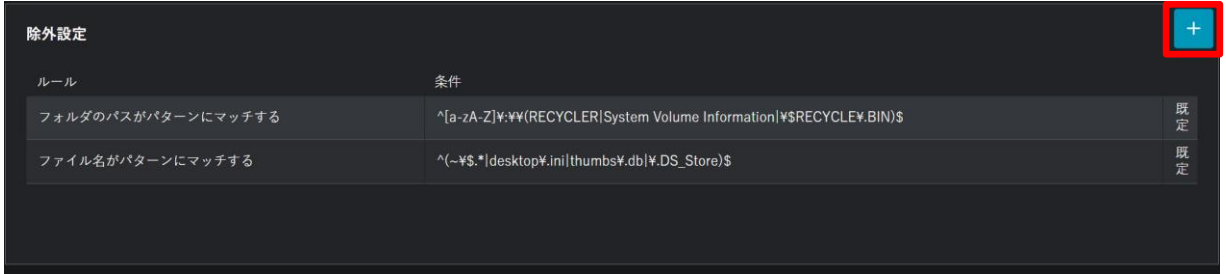 除外設定
+
ルール 条件
フォルダのパスがパターンにマッチする ^[a-zA-Z]¥:¥¥(RECYCLER|System Volume Information|¥$RECYCLE¥.BIN)$ 既定
ファイル名がパターンにマッチする ^(~¥$.*|desktop¥.ini|thumbs¥.db|¥.DS_Store)$ 既定